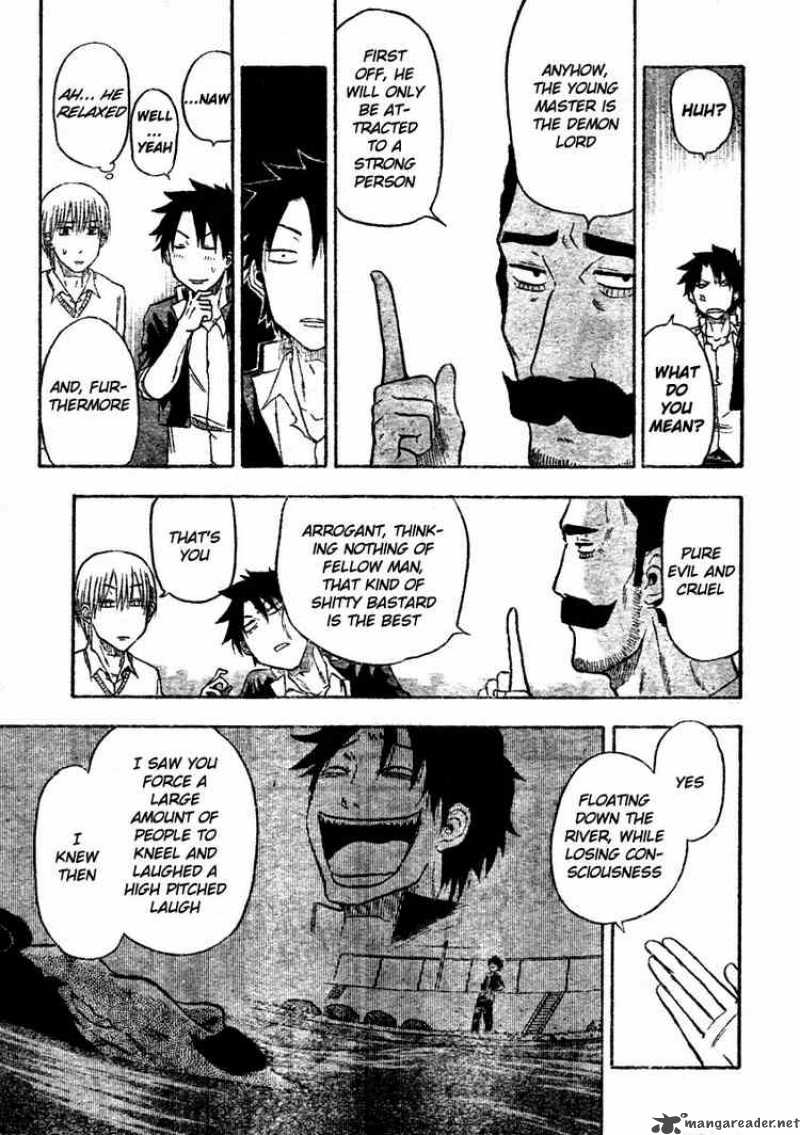 HUH?
WHAT
DO
YOU
MEAN?
ANYHOW,
THE YOUNG
MASTER IS
THE DEMON
LORD
FIRST
OFF, HE
WILL ONLY
BE AT-
TRACTED
TO A
STRONG
PERSON
...NAW
WELL
...
YEAH
AH... HE
RELAXED
AND, FUR-
THERMORE
PURE
EVIL AND
CRUEL
ARROGANT, THINK-
ING NOTHING OF
FELLOW MAN,
THAT KIND OF
SHITTY BASTARD
IS THE BEST
THAT'S
YOU
YES
FLOATING
DOWN THE
RIVER, WHILE
LOSING CON-
SCIOUSNESS
I SAW YOU
FORCE A
LARGE
AMOUNT OF
PEOPLE TO
KNEEL AND
LAUGHED A
HIGH PITCHED
LAUGH
I
KNEW
THEN
mangareader.net